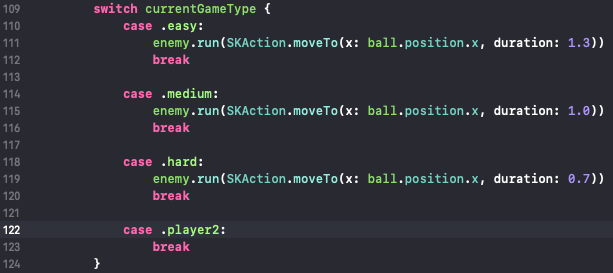 109 switch currentGameType {
110 case .easy:
111 enemy.run(SKAction.moveTo(x: ball.position.x, duration: 1.3))
112 break
113
114 case .medium:
115 enemy.run(SKAction.moveTo(x: ball.position.x, duration: 1.0))
116 break
117
118 case .hard:
119 enemy.run(SKAction.moveTo(x: ball.position.x, duration: 0.7))
120 break
121
122 case .player2:
123 break
124 }